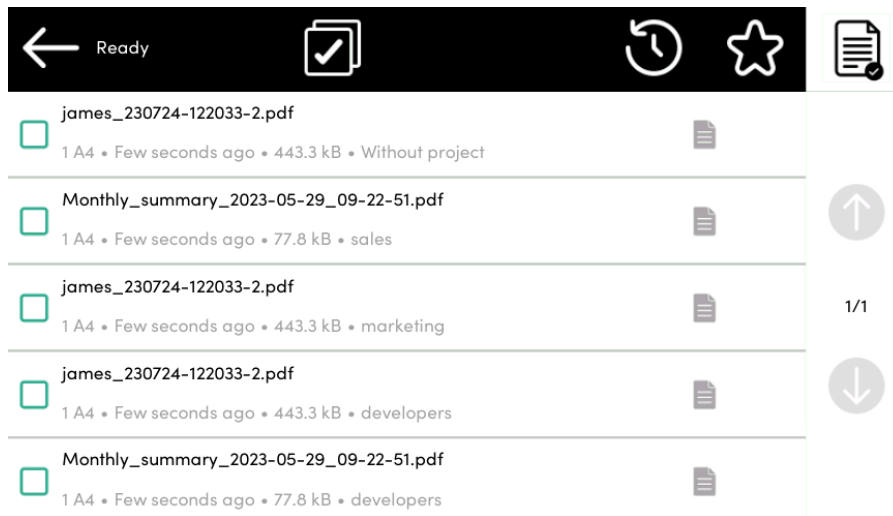 Ready
james_230724-122033-2.pdf
1 A4 • Few seconds ago • 443.3 kB • Without project
Monthly_summary_2023-05-29_09-22-51.pdf
1 A4 • Few seconds ago • 77.8 kB • sales
1/1
james_230724-122033-2.pdf
1 A4 • Few seconds ago • 443.3 kB • marketing
james_230724-122033-2.pdf
1 A4 • Few seconds ago • 443.3 kB • developers
Monthly_summary_2023-05-29_09-22-51.pdf
1 A4 • Few seconds ago • 77.8 kB • developers